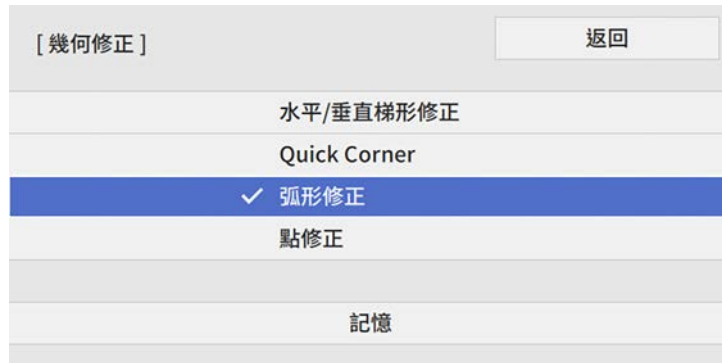 [ 幾何修正 ]
返回
水平/垂直梯形修正
Quick Corner
弧形修正
點修正
記憶